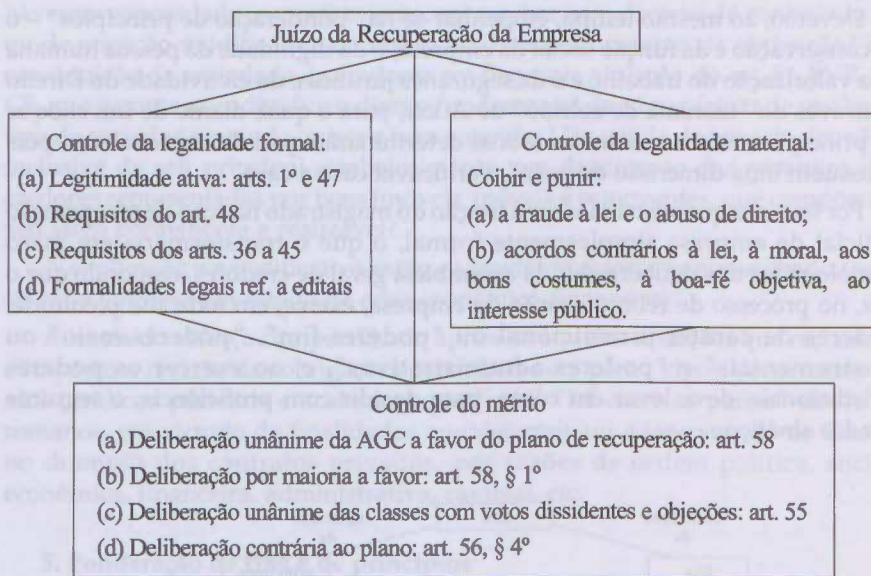 Juízo da Recuperação da Empresa
Controle da legalidade formal:
(a) Legitimidade ativa: arts. 1º e 47
(b) Requisitos do art. 48
(c) Requisitos dos arts. 36 a 45
(d) Formalidades legais ref. a editais
Controle da legalidade material:
Coibir e punir:
(a) a fraude à lei e o abuso de direito;
(b) acordos contrários à lei, à moral, aos
bons costumes, à boa-fé objetiva, ao
interesse público.
Controle do mérito
(a) Deliberação unânime da AGC a favor do plano de recuperação: art. 58
(b) Deliberação por maioria a favor: art. 58, § 1º
(c) Deliberação unânime das classes com votos dissidentes e objeções: art. 55
(d) Deliberação contrária ao plano: art. 56, § 4º